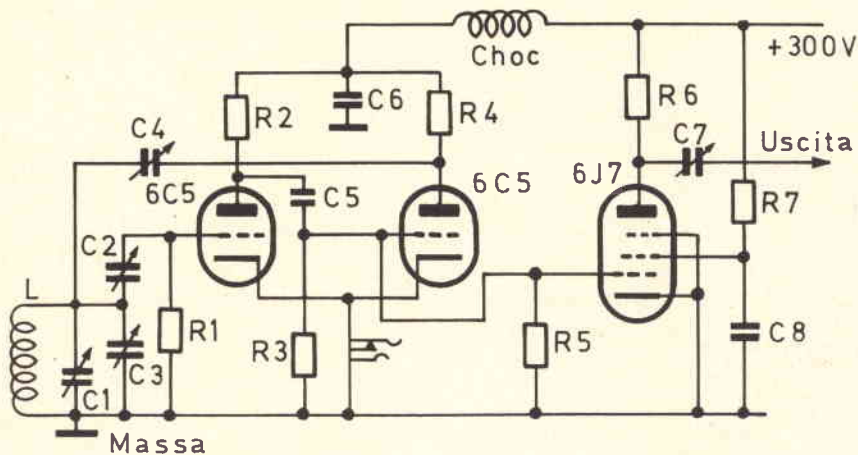 Choc
+300V
R2
C6
R4
R6
C4
C7
Uscita
6C5
C5
6C5
6J7
R7
C2
L
R1
R3
R5
C8
C1
C3
Massa